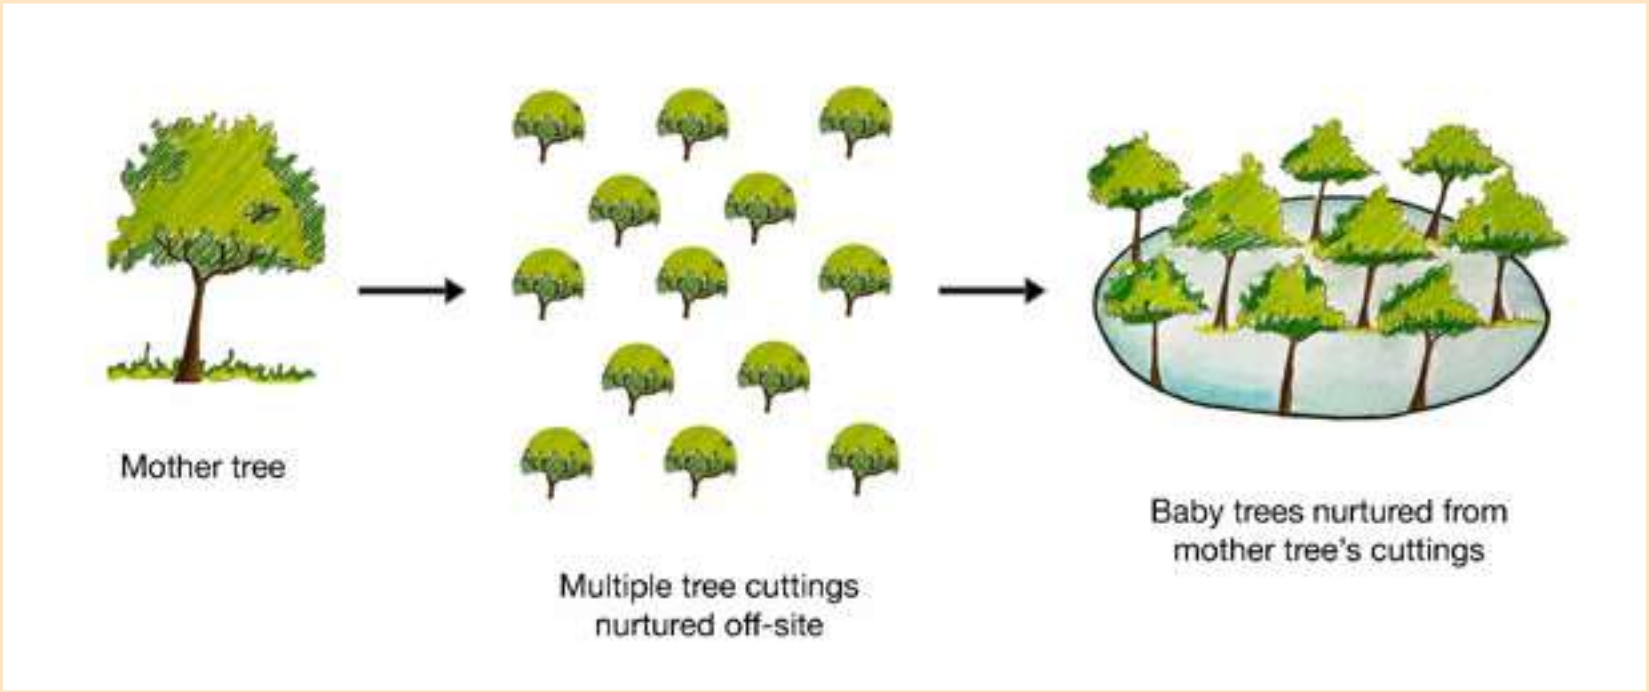 Mother tree
Multiple tree cuttings
nurtured off-site
Baby trees nurtured from
mother tree's cuttings